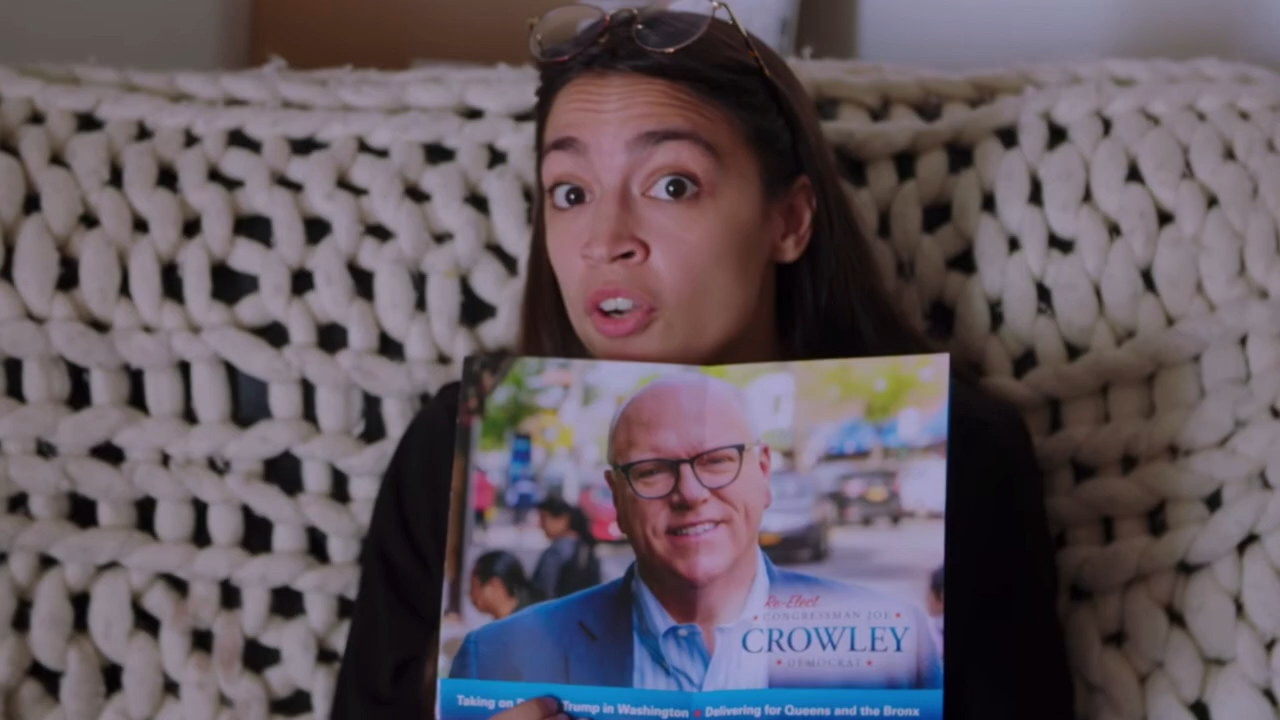 Re-Elect
CONGRESSMAN JOE
CROWLEY
DEMOCRAT
Taking on Trump in Washington Delivering for Queens and the Bronx